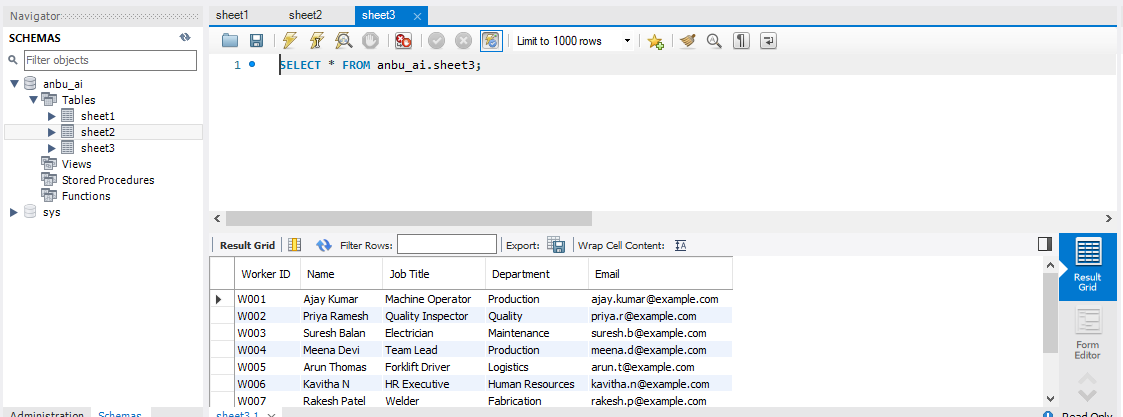 Navigator
SCHEMAS
Filter objects
anbu_ai
Tables
sheet1
sheet2
sheet3
Views
Stored Procedures
Functions
sys
Administration Schemas
sheet1 sheet2 sheet3
Limit to 1000 rows
1 SELECT * FROM anbu_ai.sheet3;
Result Grid Filter Rows: Export: Wrap Cell Content:
Worker ID Name Job Title Department Email
W001 Ajay Kumar Machine Operator Production ajay.kumar@example.com
W002 Priya Ramesh Quality Inspector Quality priya.r@example.com
W003 Suresh Balan Electrician Maintenance suresh.b@example.com
W004 Meena Devi Team Lead Production meena.d@example.com
W005 Arun Thomas Forklift Driver Logistics arun.t@example.com
W006 Kavitha N HR Executive Human Resources kavitha.n@example.com
W007 Rakesh Patel Welder Fabrication rakesh.p@example.com
Result
Grid
Form
Editor
sheet3 1 Read Only